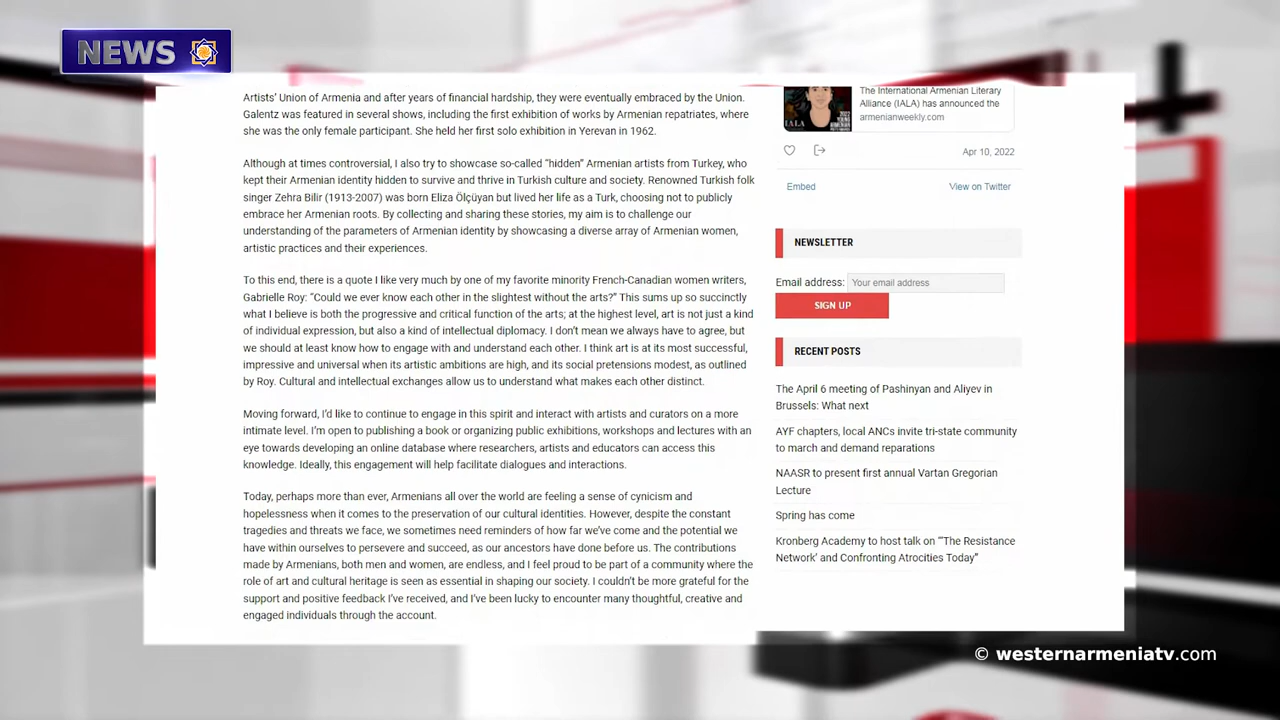 NEWS
Artists' Union of Armenia and after years of financial hardship, they were eventually embraced by the Union.
Galentz was featured in several shows, including the first exhibition of works by Armenian repatriates, where
she was the only female participant. She held her first solo exhibition in Yerevan in 1962.
Although at times controversial, I also try to showcase so-called “hidden” Armenian artists from Turkey, who
kept their Armenian identity hidden to survive and thrive in Turkish culture and society. Renowned Turkish folk
singer Zehra Bilir (1913-2007) was born Eliza Ölçüyan but lived her life as a Turk, choosing not to publicly
embrace her Armenian roots. By collecting and sharing these stories, my aim is to challenge our
understanding of the parameters of Armenian identity by showcasing a diverse array of Armenian women,
artistic practices and their experiences.
To this end, there is a quote I like very much by one of my favorite minority French-Canadian women writers,
Gabrielle Roy: “Could we ever know each other in the slightest without the arts?” This sums up so succinctly
what I believe is both the progressive and critical function of the arts; at the highest level, art is not just a kind
of individual expression, but also a kind of intellectual diplomacy. I don't mean we always have to agree, but
we should at least know how to engage with and understand each other. I think art is at its most successful,
impressive and universal when its artistic ambitions are high, and its social pretensions modest, as outlined
by Roy. Cultural and intellectual exchanges allow us to understand what makes each other distinct.
Moving forward, I'd like to continue to engage in this spirit and interact with artists and curators on a more
intimate level. I'm open to publishing a book or organizing public exhibitions, workshops and lectures with an
eye towards developing an online database where researchers, artists and educators can access this
knowledge. Ideally, this engagement will help facilitate dialogues and interactions.
Today, perhaps more than ever, Armenians all over the world are feeling a sense of cynicism and
hopelessness when it comes to the preservation of our cultural identities. However, despite the constant
tragedies and threats we face, we sometimes need reminders of how far we've come and the potential we
have within ourselves to persevere and succeed, as our ancestors have done before us. The contributions
made by Armenians, both men and women, are endless, and I feel proud to be part of a community where the
role of art and cultural heritage is seen as essential in shaping our society. I couldn't be more grateful for the
support and positive feedback I've received, and I've been lucky to encounter many thoughtful, creative and
engaged individuals through the account.
The International Armenian Literary
Alliance (IALA) has announced the
armenianweekly.com
IALA
Apr 10, 2022
Embed
View on Twitter
NEWSLETTER
Email address: Your email address
SIGN UP
RECENT POSTS
The April 6 meeting of Pashinyan and Aliyev in
Brussels: What next
AYF chapters, local ANCs invite tri-state community
to march and demand reparations
NAASR to present first annual Vartan Gregorian
Lecture
Spring has come
Kronberg Academy to host talk on “'The Resistance
Network' and Confronting Atrocities Today”
© westernarmeniatv.com